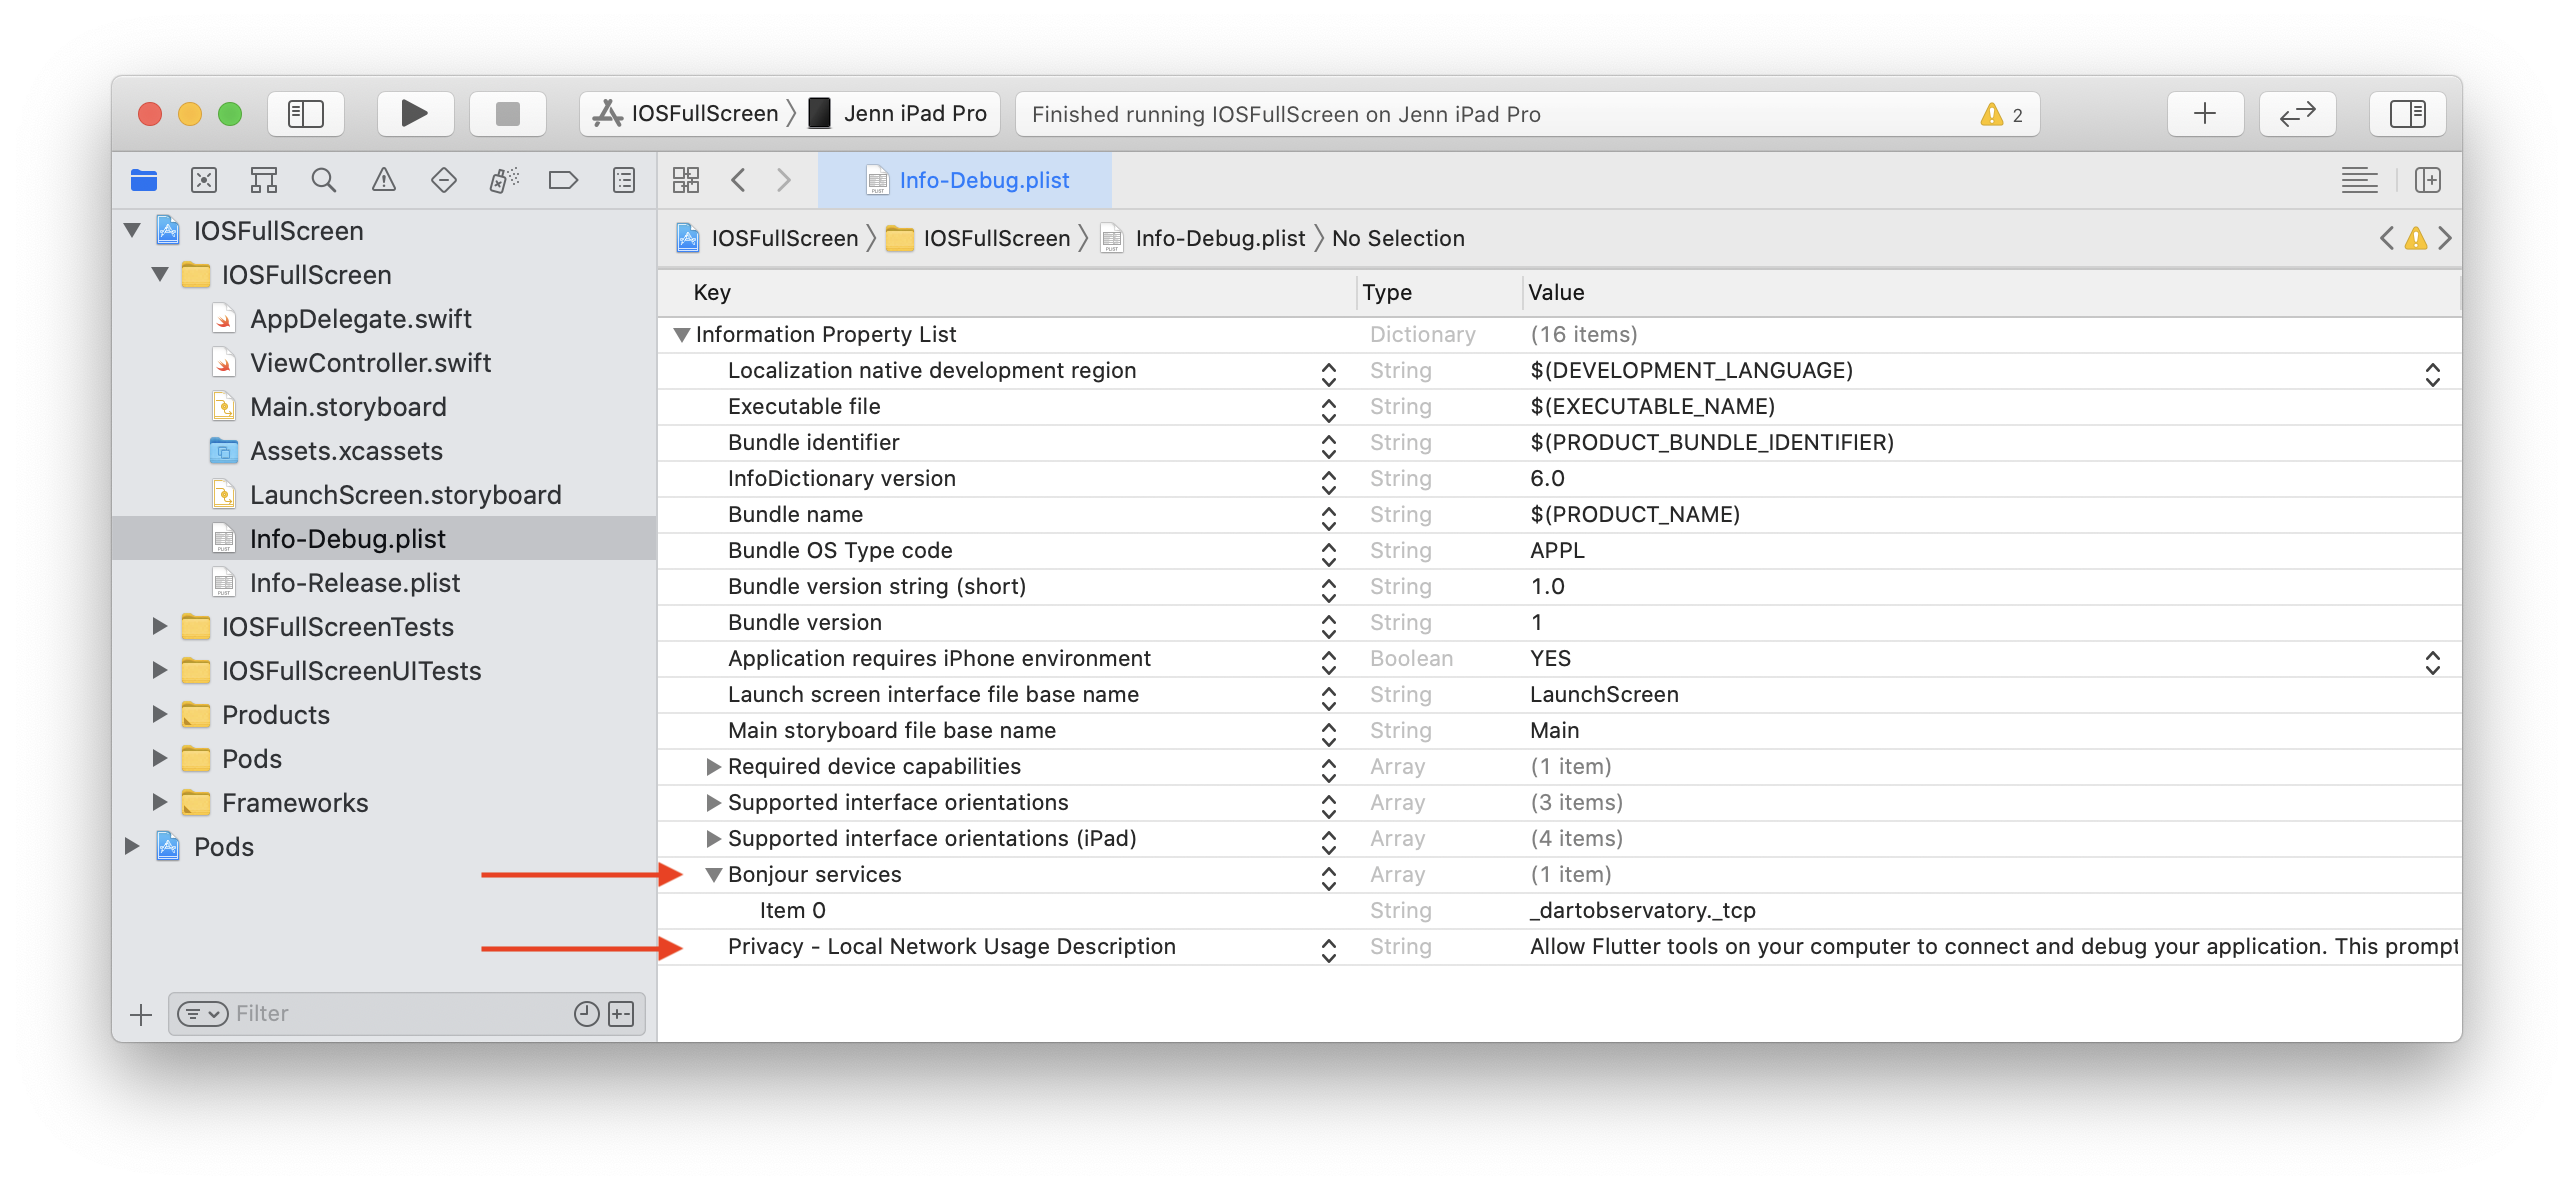 IOSFullScreen 〉 Jenn iPad Pro
Finished running IOSFullScreen on Jenn iPad Pro
2
Info-Debug.plist
IOSFullScreen 〉 IOSFullScreen 〉 Info-Debug.plist 〉 No Selection
IOSFullScreen
IOSFullScreen
AppDelegate.swift
ViewController.swift
Main.storyboard
Assets.xcassets
LaunchScreen.storyboard
Info-Debug.plist
Info-Release.plist
IOSFullScreenTests
IOSFullScreenUITests
Products
Pods
Frameworks
Pods
Filter
Key Type Value
Information Property List Dictionary (16 items)
Localization native development region String $(DEVELOPMENT_LANGUAGE)
Executable file String $(EXECUTABLE_NAME)
Bundle identifier String $(PRODUCT_BUNDLE_IDENTIFIER)
InfoDictionary version String 6.0
Bundle name String $(PRODUCT_NAME)
Bundle OS Type code String APPL
Bundle version string (short) String 1.0
Bundle version String 1
Application requires iPhone environment Boolean YES
Launch screen interface file base name String LaunchScreen
Main storyboard file base name String Main
Required device capabilities Array (1 item)
Supported interface orientations Array (3 items)
Supported interface orientations (iPad) Array (4 items)
Bonjour services Array (1 item)
Item 0 String _dartobservatory._tcp
Privacy - Local Network Usage Description String Allow Flutter tools on your computer to connect and debug your application. This prompt